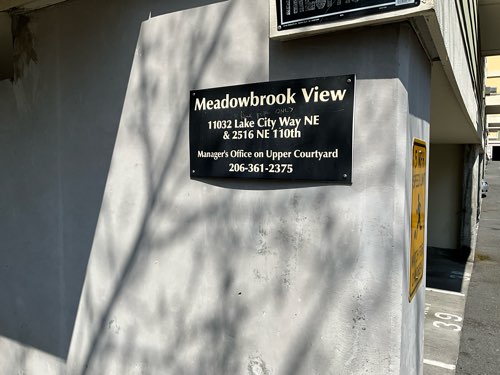 Meadowbrook View
11032 Lake City Way NE
& 2516 NE 110th
Manager's Office on Upper Courtyard
206-361-2375
39